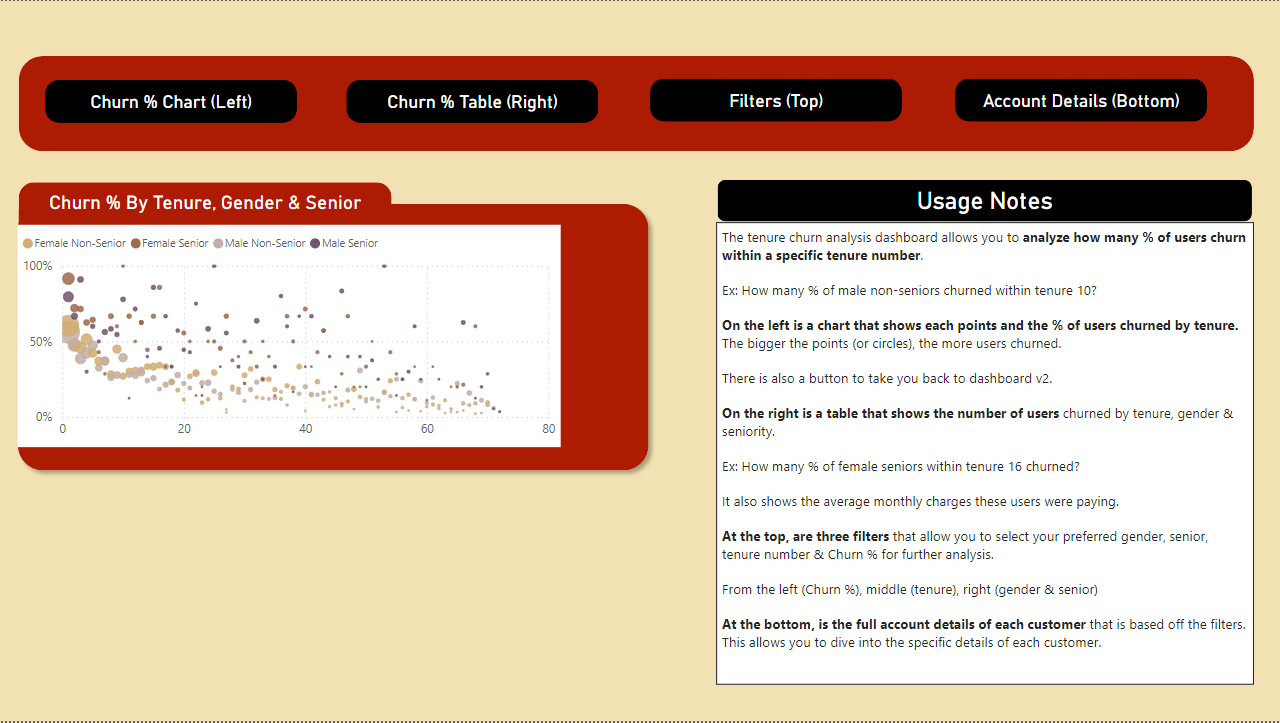 Churn % Chart (Left)
Churn % Table (Right)
Filters (Top)
Account Details (Bottom)
Churn % By Tenure, Gender & Senior
Female Non-Senior
Female Senior
Male Non-Senior
Male Senior
100%
50%
0%
0
20
40
60
80
Usage Notes
The tenure churn analysis dashboard allows you to analyze how many % of users churn
within a specific tenure number.
Ex: How many % of male non-seniors churned within tenure 10?
On the left is a chart that shows each points and the % of users churned by tenure.
The bigger the points (or circles), the more users churned.
There is also a button to take you back to dashboard v2.
On the right is a table that shows the number of users churned by tenure, gender &
seniority.
Ex: How many % of female seniors within tenure 16 churned?
It also shows the average monthly charges these users were paying.
At the top, are three filters that allow you to select your preferred gender, senior,
tenure number & Churn % for further analysis.
From the left (Churn %), middle (tenure), right (gender & senior)
At the bottom, is the full account details of each customer that is based off the filters.
This allows you to dive into the specific details of each customer.